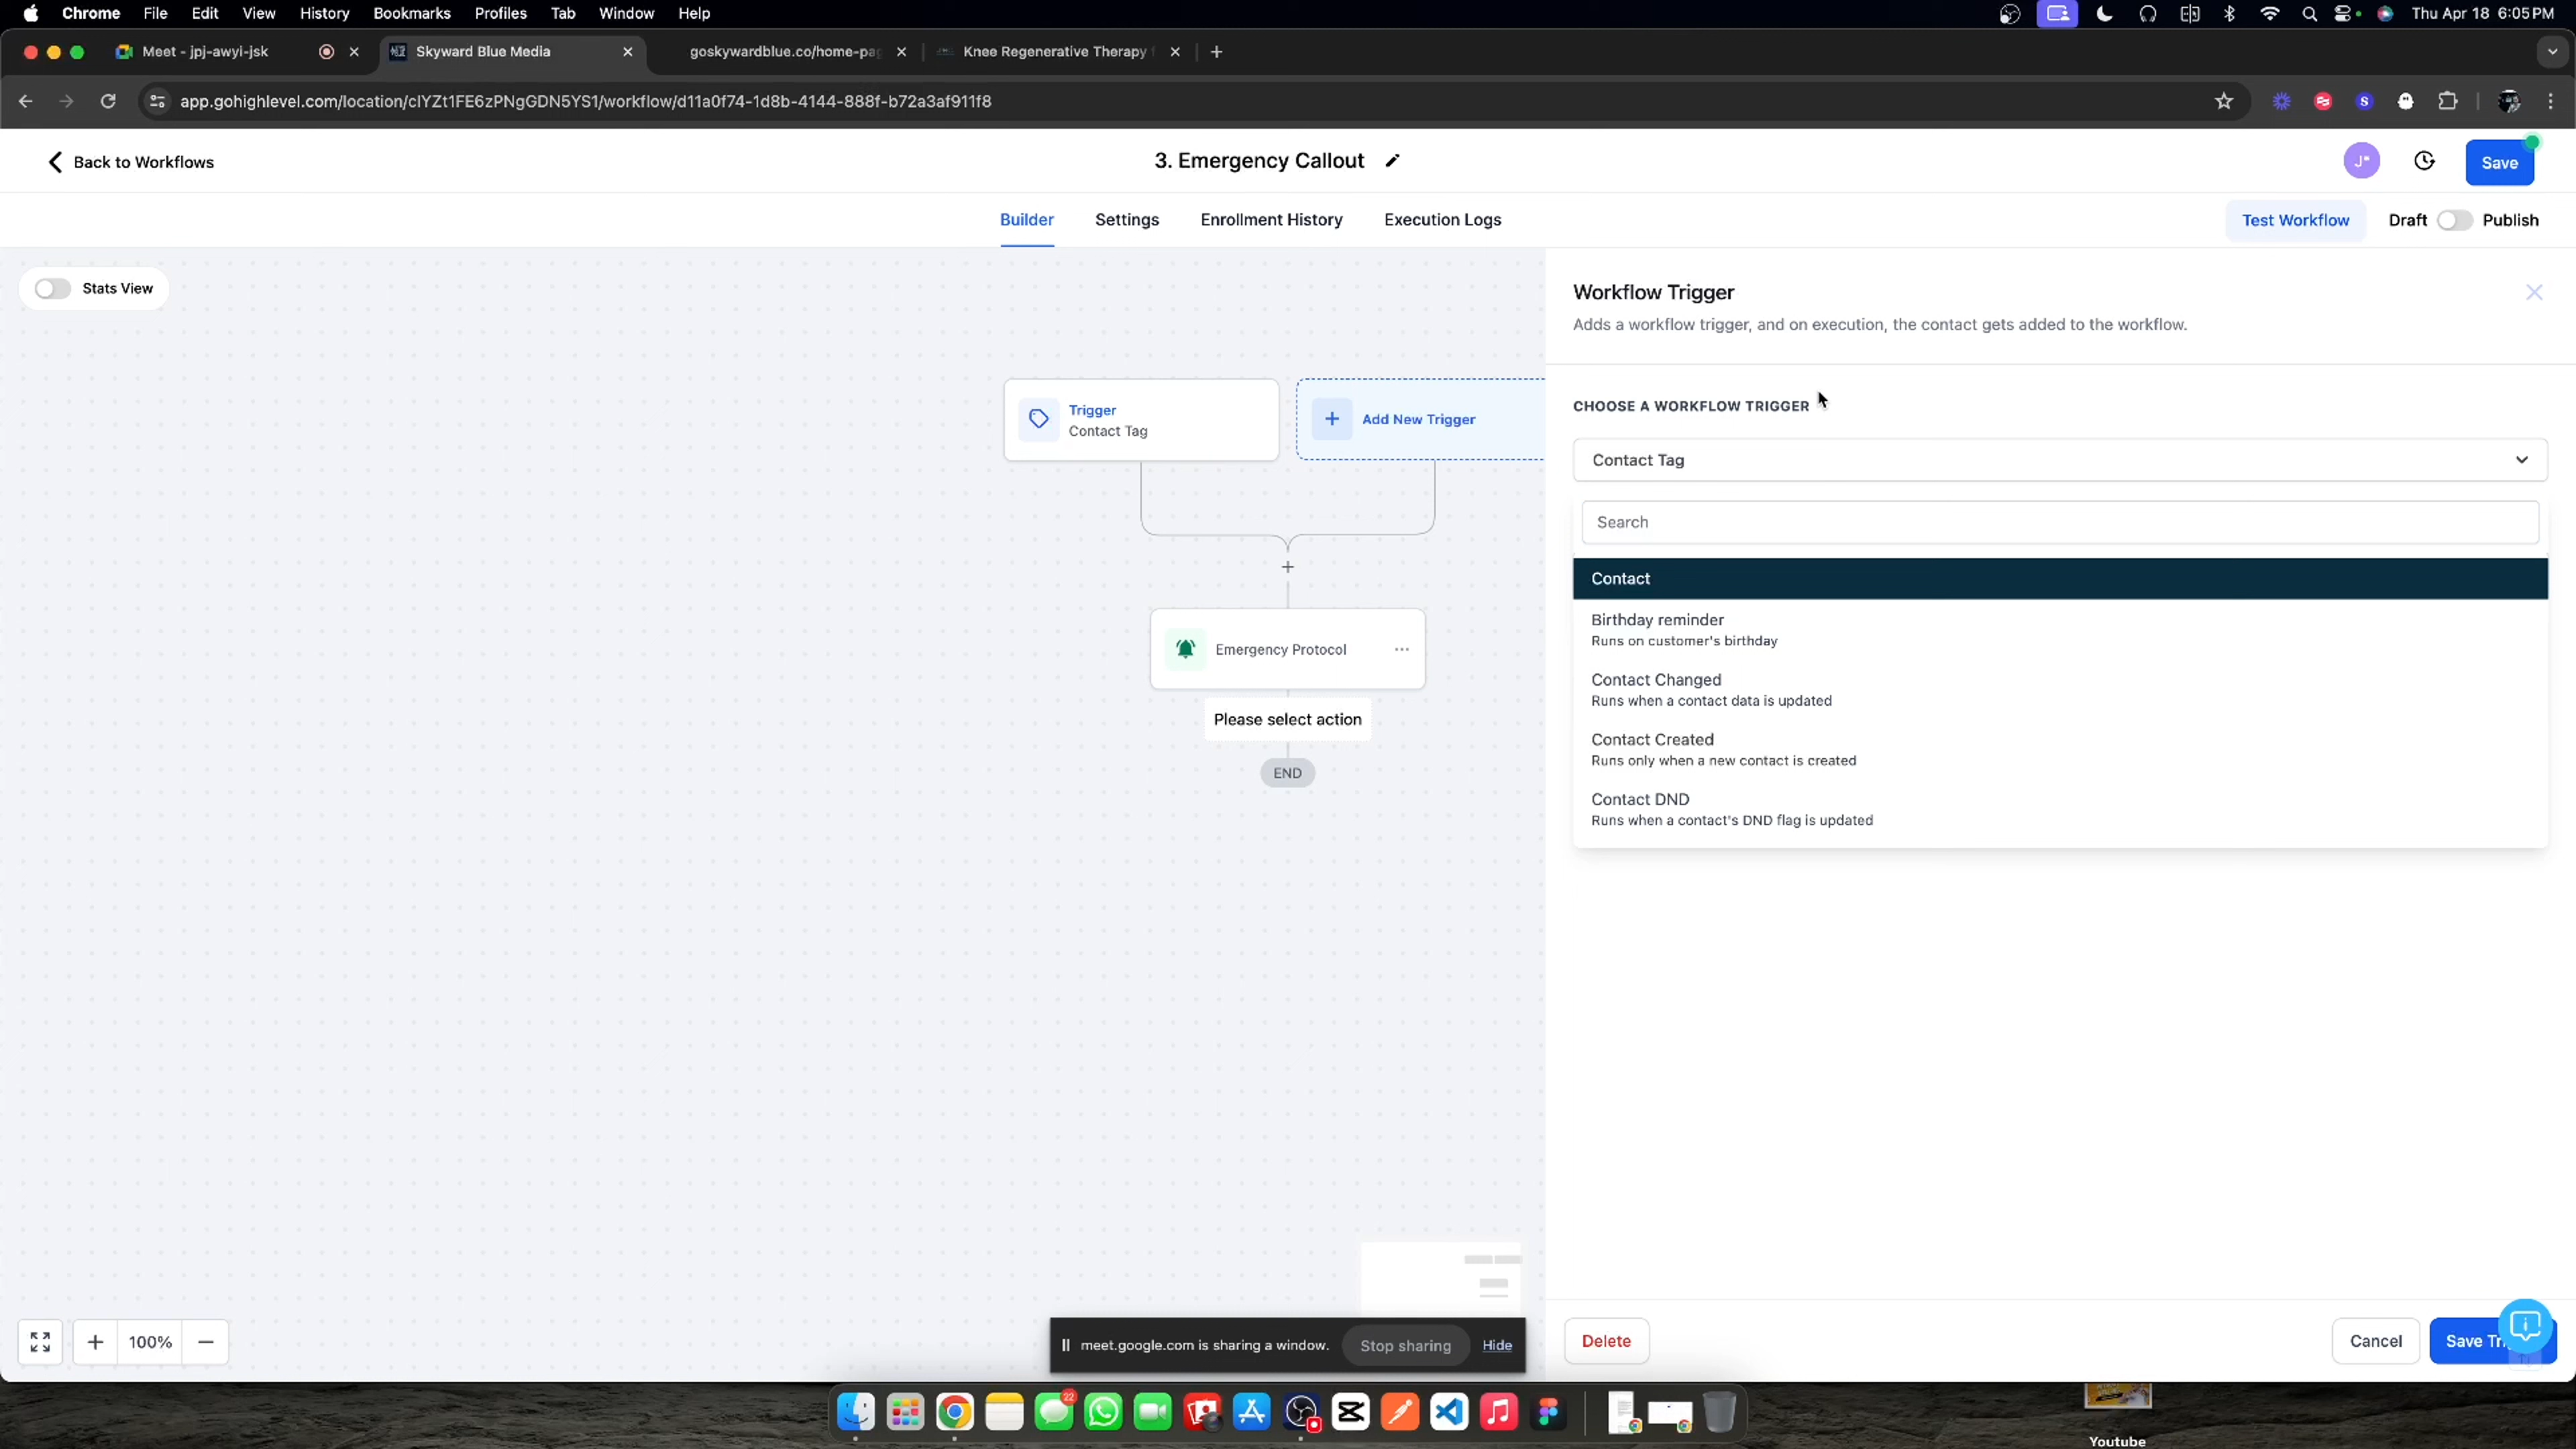 Chrome File Edit View History Bookmarks Profiles Tab Window Help Thu Apr 18 6:05 PM
Meet - jpj-awyi-jsk Skyward Blue Media goskywardblue.co/home-pag Knee Regenerative Therapy
app.gohighlevel.com/location/cIYZt1FE6zPNgGDN5YS1/workflow/d11a0f74-1d8b-4144-888f-b72a3af911f8
S
Back to Workflows
3. Emergency Callout
Save
Builder Settings Enrollment History Execution Logs
Test Workflow Draft Publish
Stats View
Workflow Trigger
Adds a workflow trigger, and on execution, the contact gets added to the workflow.
Trigger
Contact Tag
Add New Trigger
CHOOSE A WORKFLOW TRIGGER
Contact Tag
Search
Contact
Birthday reminder
Runs on customer's birthday
Contact Changed
Runs when a contact data is updated
Contact Created
Runs only when a new contact is created
Contact DND
Runs when a contact's DND flag is updated
Emergency Protocol
Please select action
END
100%
meet.google.com is sharing a window. Stop sharing Hide
Delete
Cancel
Save
22
Youtube